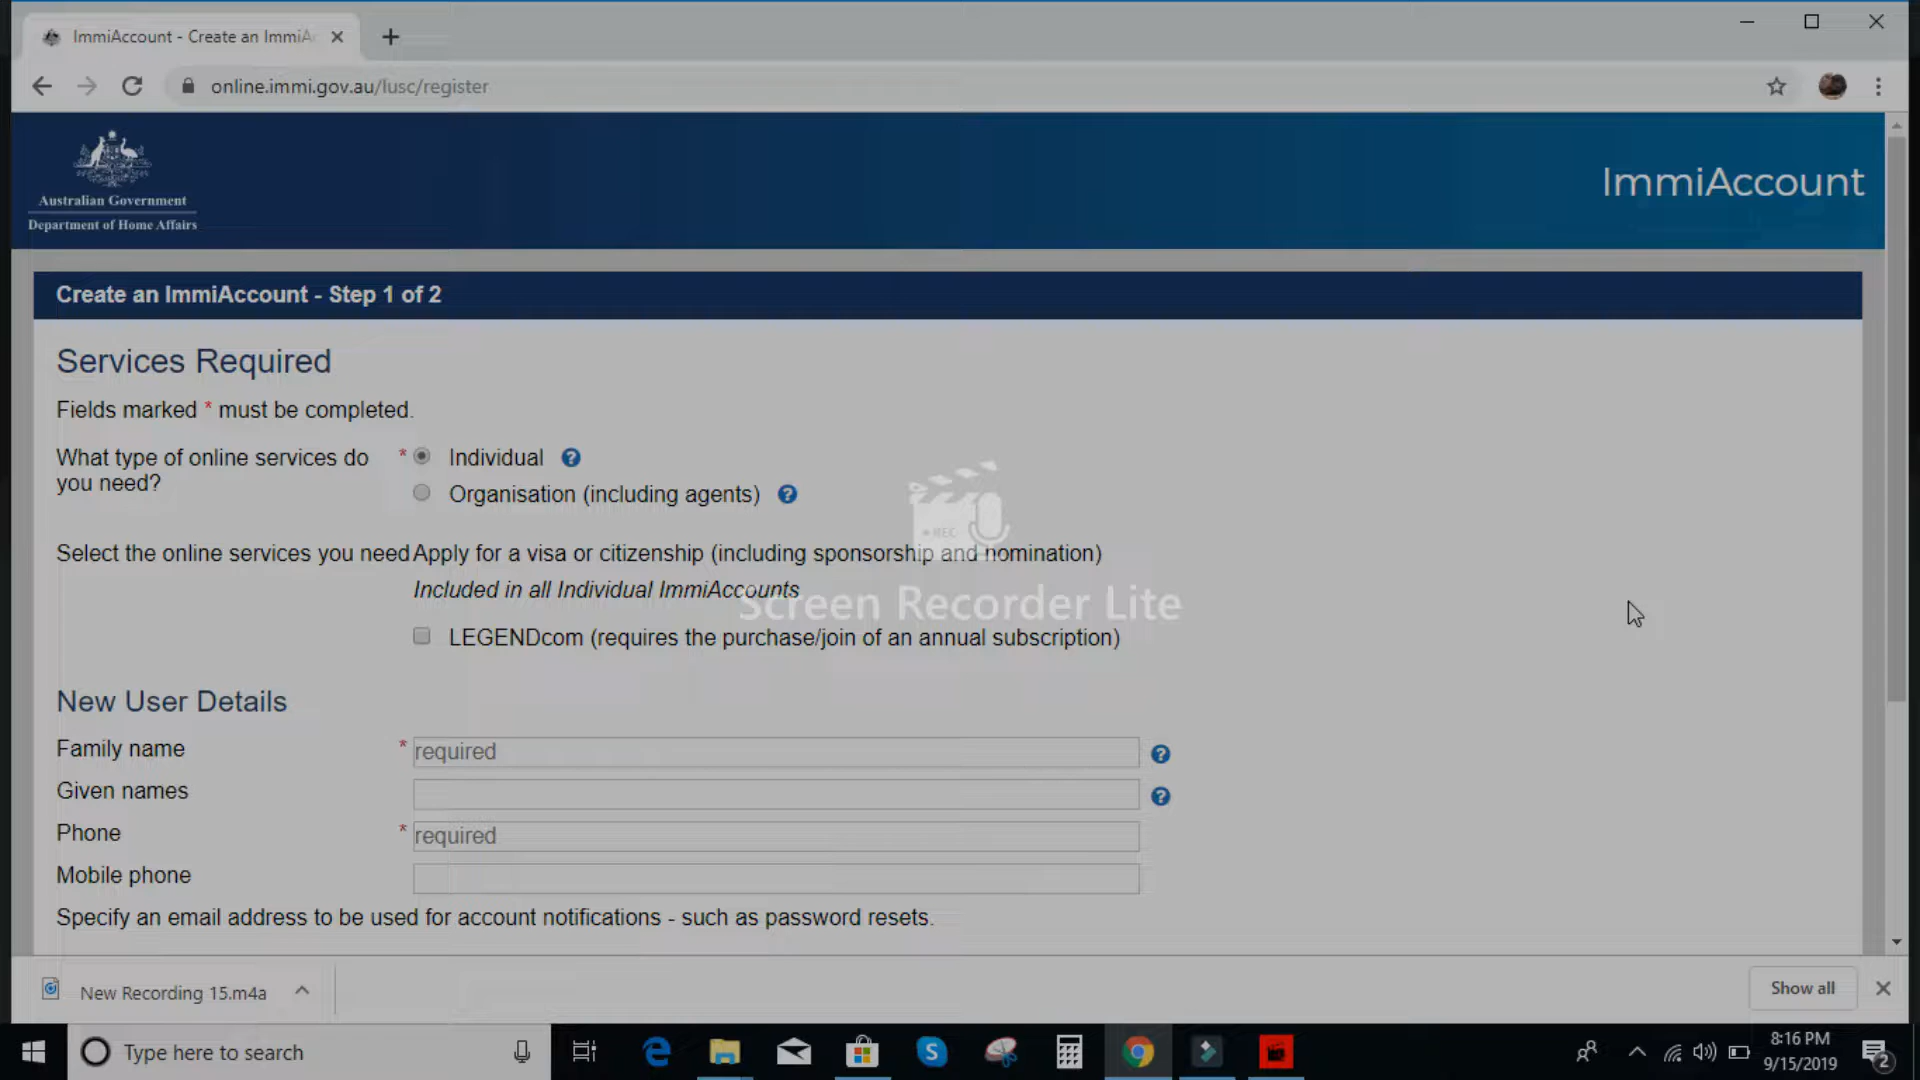 ImmiAccount - Create an ImmiA
online.immi.gov.au/lusc/register
Australian Government
Department of Home Affairs
ImmiAccount
Create an ImmiAccount - Step 1 of 2
Services Required
Fields marked * must be completed.
What type of online services do you need?
* Individual
Organisation (including agents)
Select the online services you need
Apply for a visa or citizenship (including sponsorship and nomination)
Included in all Individual ImmiAccounts
REC
Screen Recorder Lite
LEGENDcom (requires the purchase/join of an annual subscription)
New User Details
Family name * required
Given names
Phone * required
Mobile phone
Specify an email address to be used for account notifications - such as password resets.
New Recording 15.m4a
Show all
Type here to search
8:16 PM
9/15/2019
2